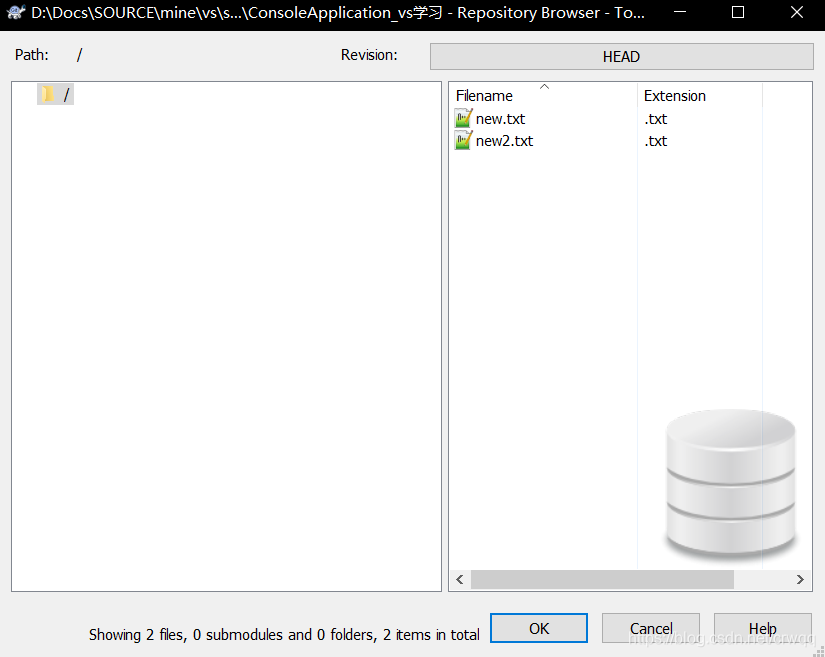 D:\Docs\SOURCE\mine\vs\s...\ConsoleApplication_vs学习 - Repository Browser - To...
Path: / Revision: HEAD
/
Filename Extension
new.txt .txt
new2.txt .txt
Showing 2 files, 0 submodules and 0 folders, 2 items in total
OK Cancel Help
https://blog.csdn.net/crwqq